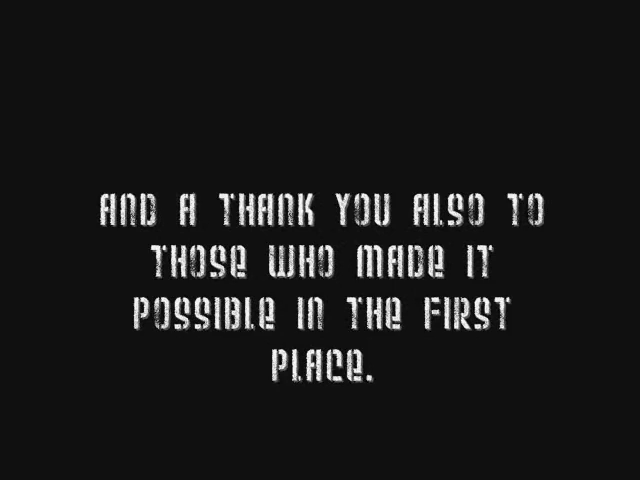 AND A THANK YOU ALSO TO
THOSE WHO MADE IT
POSSIBLE IN THE FIRST
PLACE.